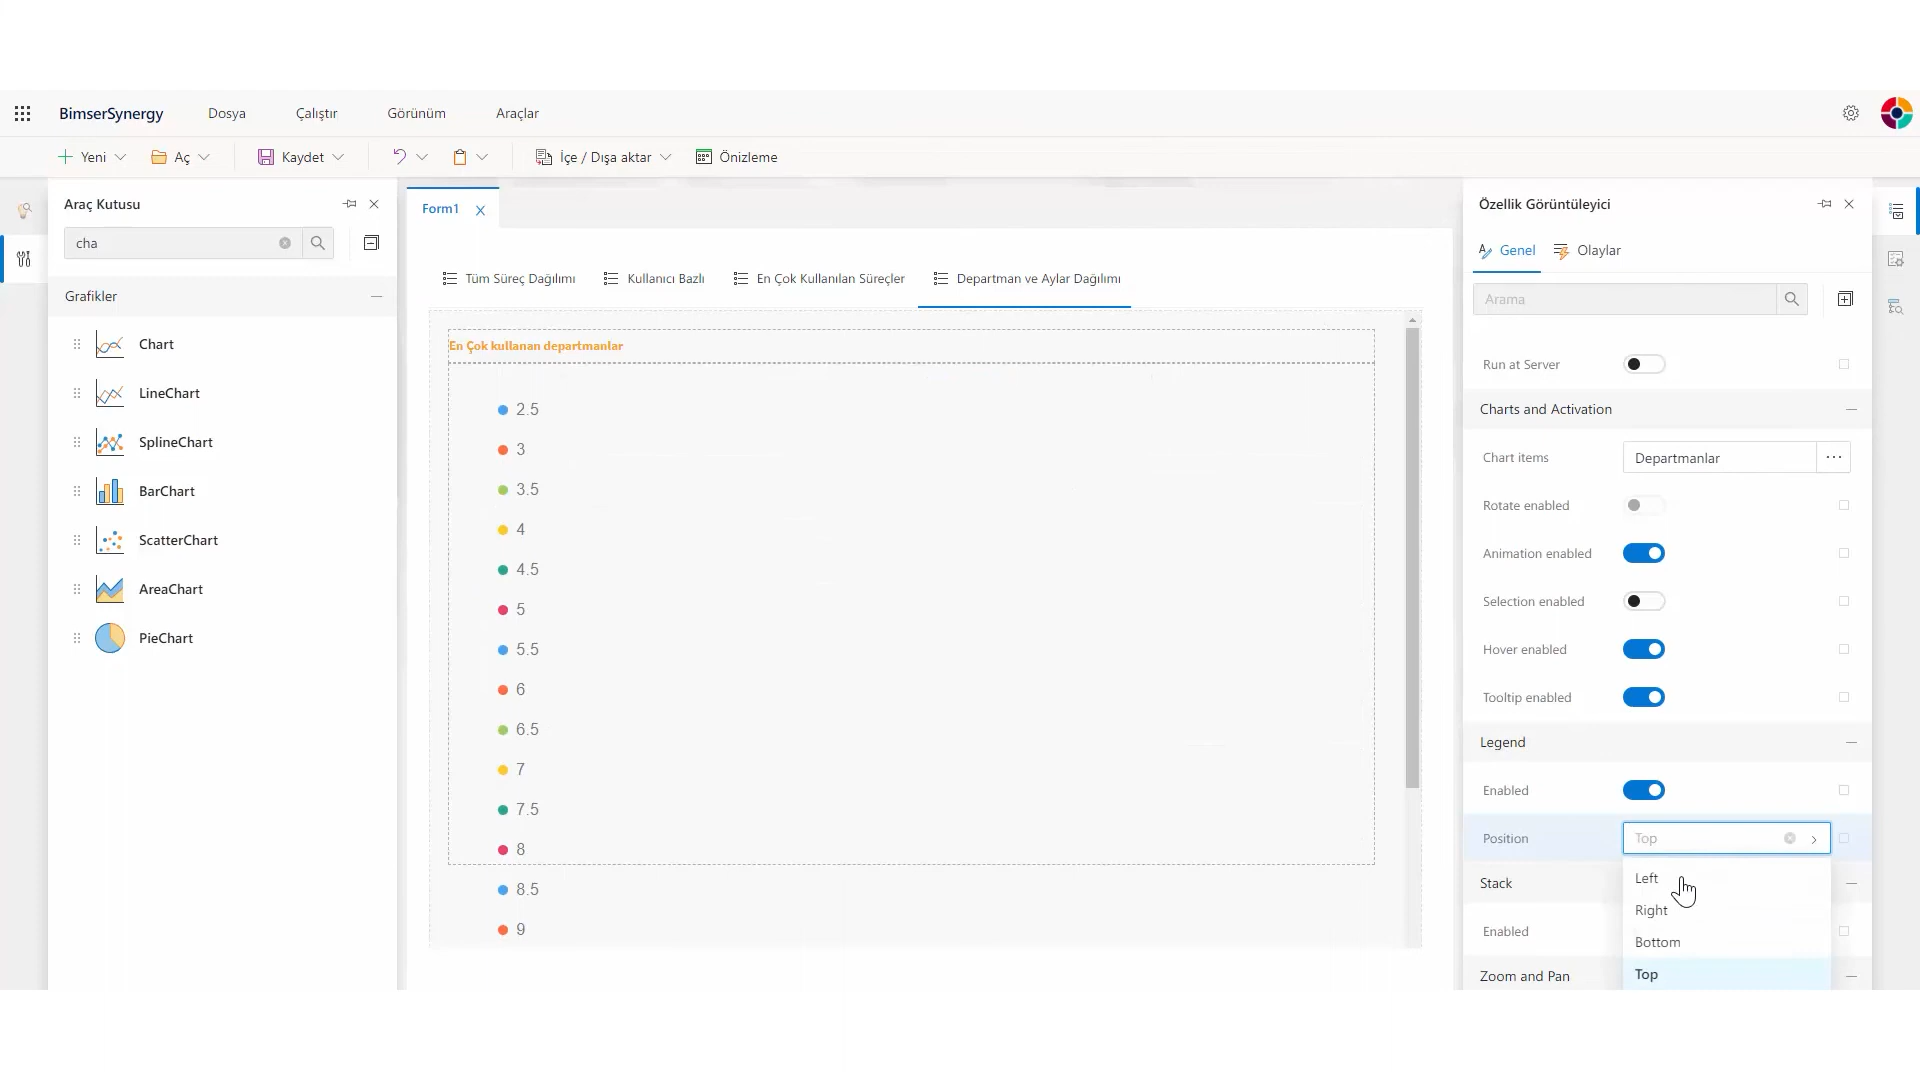 BimserSynergy Dosya Çalıştır Görünüm Araçlar
Yeni Aç Kaydet İçe / Dışa aktar Önizleme
Araç Kutusu
cha
Grafikler
Chart
LineChart
SplineChart
BarChart
ScatterChart
AreaChart
PieChart
Form1
Tüm Süreç Dağılımı Kullanıcı Bazlı En Çok Kullanılan Süreçler Departman ve Aylar Dağılımı
En Çok kullanan departmanlar
2.5
3
3.5
4
4.5
5
5.5
6
6.5
7
7.5
8
8.5
9
Özellik Görüntüleyici
Genel Olaylar
Arama
Run at Server
Charts and Activation
Chart items Departmanlar ...
Rotate enabled
Animation enabled
Selection enabled
Hover enabled
Tooltip enabled
Legend
Enabled
Position Top
Left
Stack
Right
Enabled
Bottom
Zoom and Pan Top